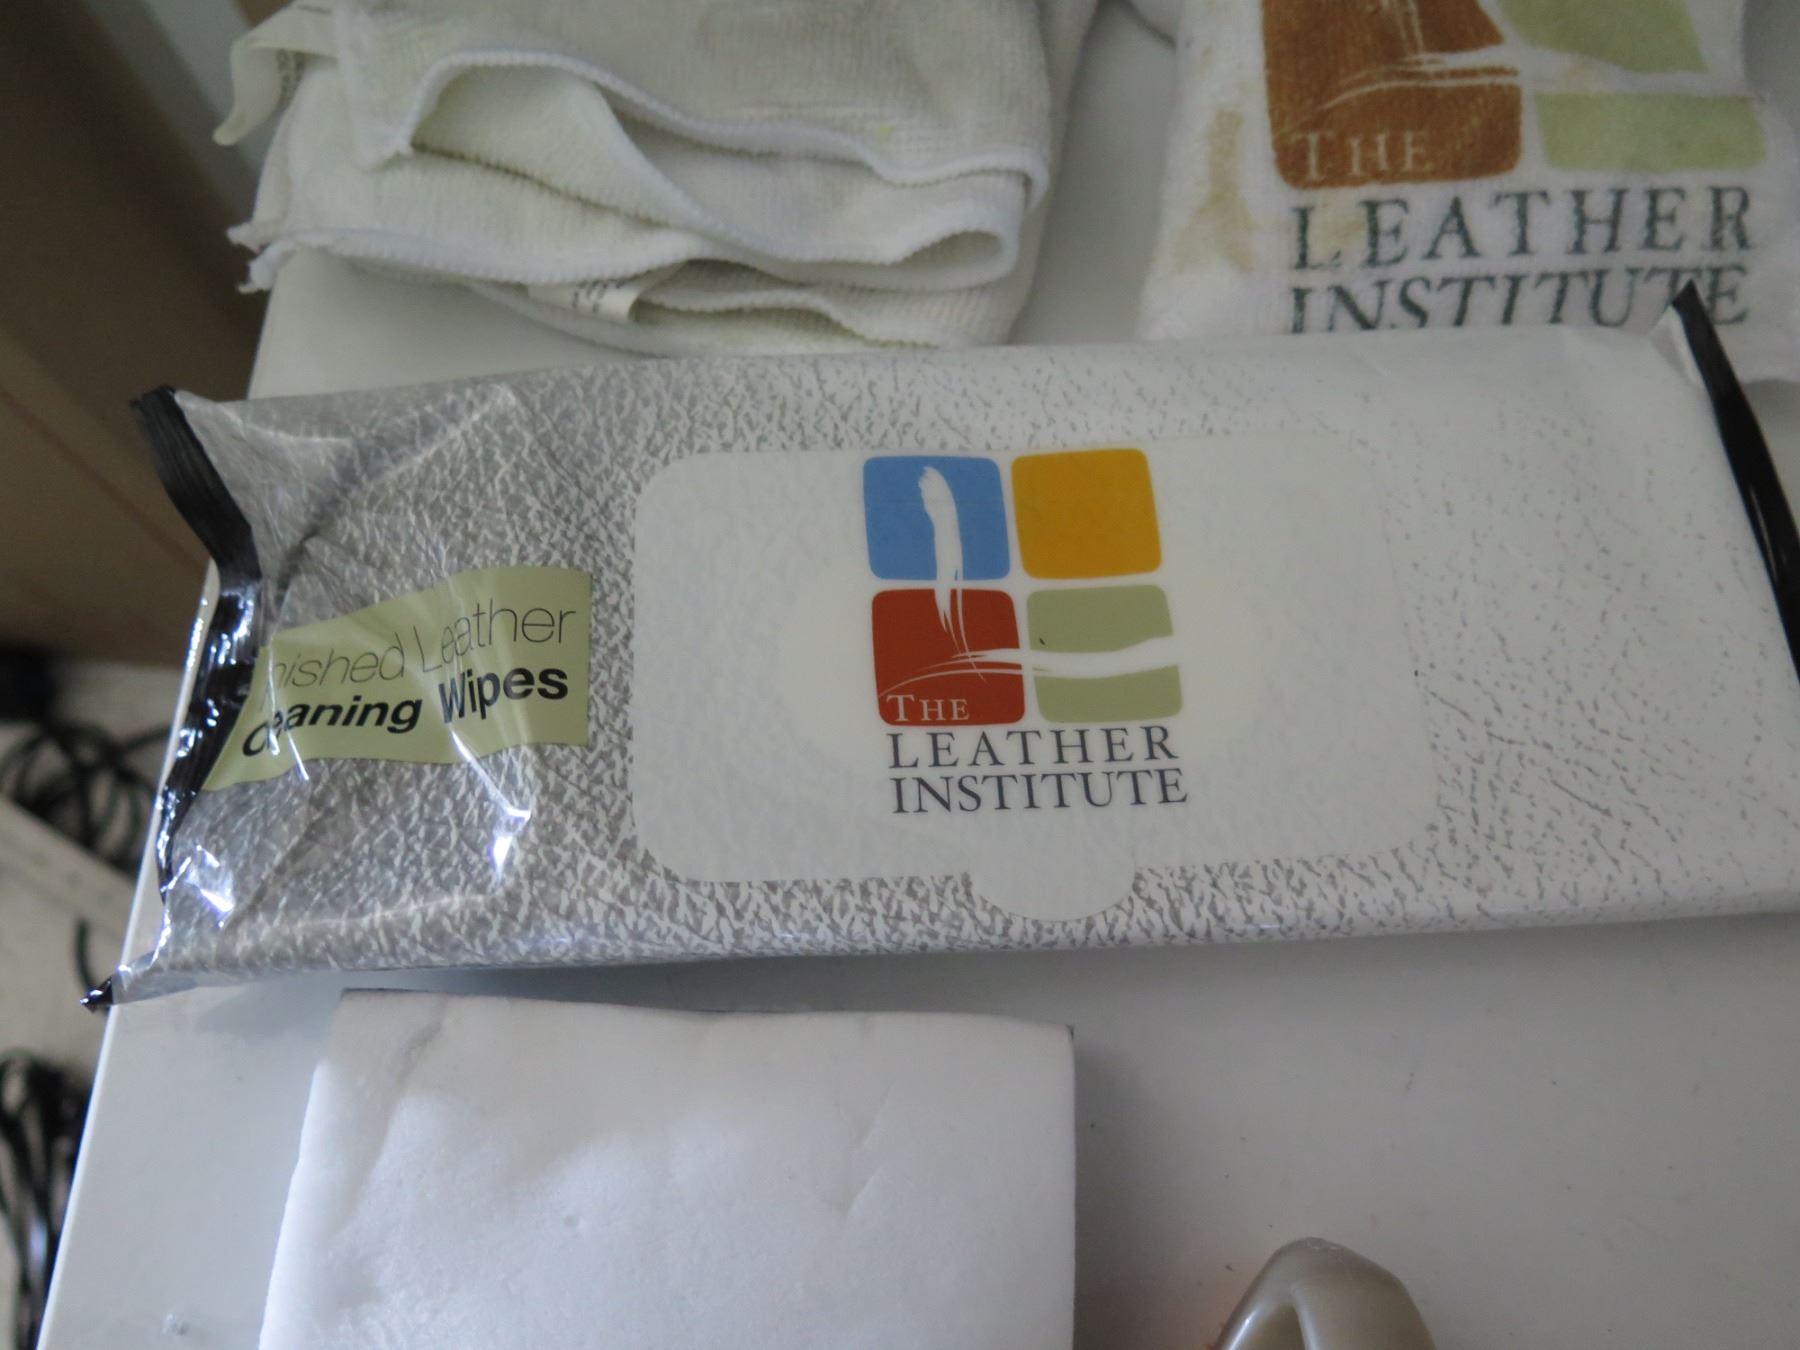 THE
LEATHER
INSTITUTE
nished Leather
Cleaning Wipes
THE
LEATHER
INSTITUTE